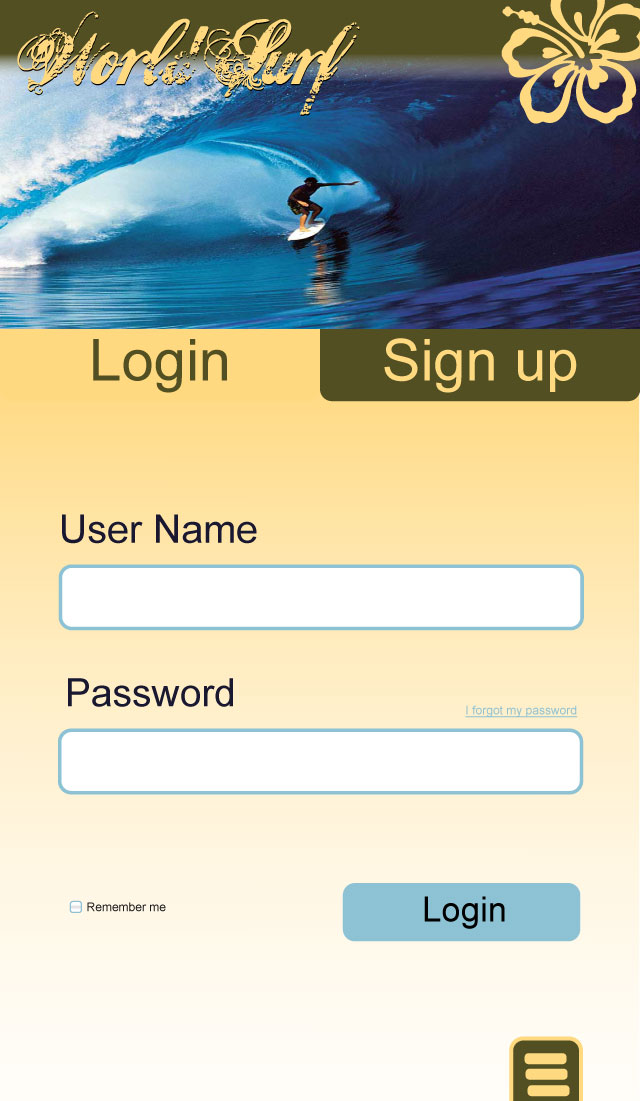 World Surf
Login
Sign up
User Name
Password
I forgot my password
Remember me
Login